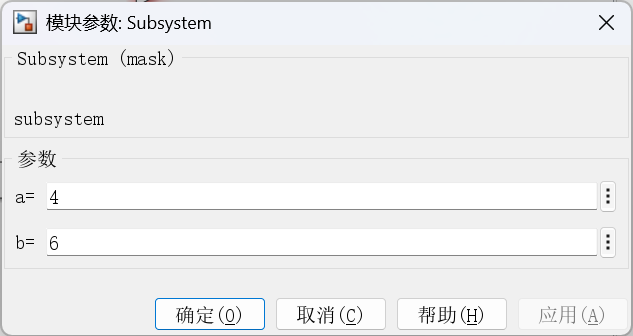 模块参数: Subsystem
Subsystem (mask)
subsystem
参数
a= 4
b= 6
确定(O) 取消(C) 帮助(H) 应用(A)